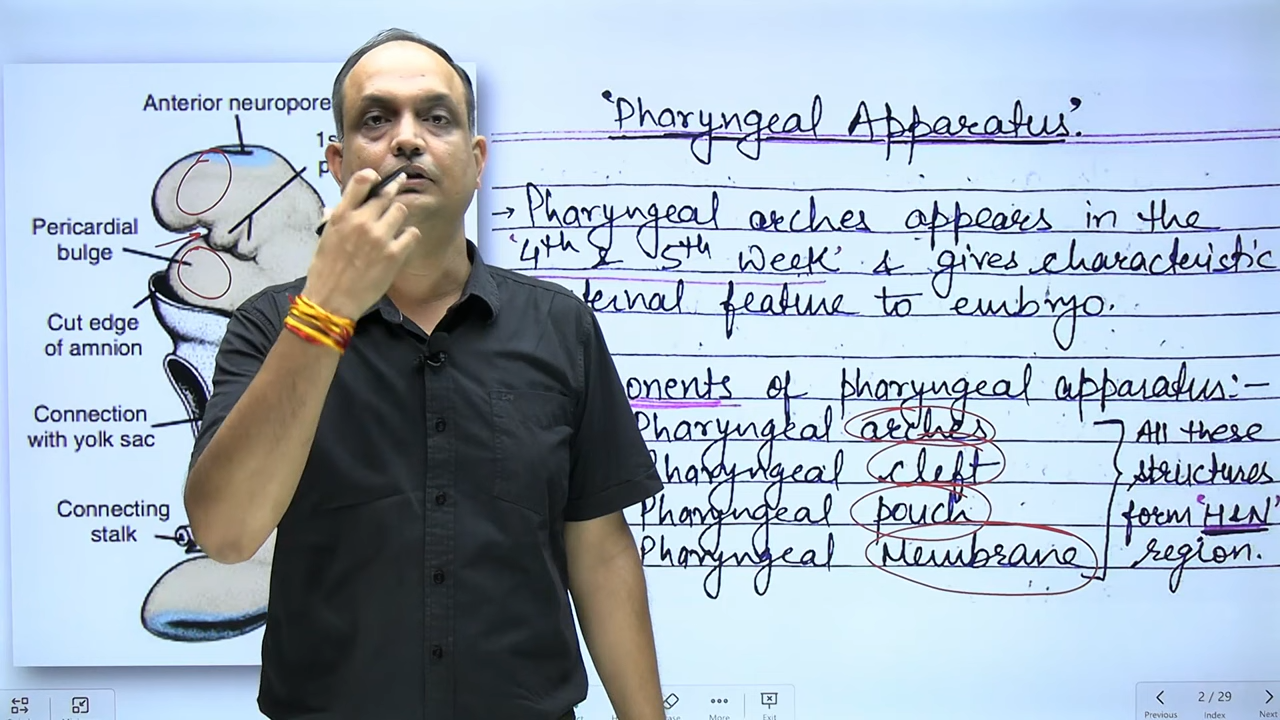 Anterior neuropore
1s
p
Pericardial
bulge
Cut edge
of amnion
Connection
with yolk sac
Connecting
stalk
'Pharyngeal Apparatus'.
→ Pharyngeal arches appears in the
'4th & 5th week' & gives characteristic
ternal feature to embryo.
onents of pharyngeal apparatus:-
Pharyngeal arches
Pharyngeal cleft
Pharyngeal pouch
Pharyngeal Membrane
All these
structures
form 'H&N'
region.
More
Exit
Previous
2 / 29
Index
Next